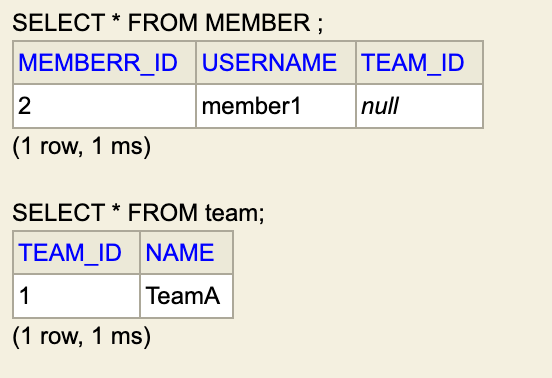 SELECT * FROM MEMBER ;
MEMBERR_ID USERNAME TEAM_ID
2 member1 null
(1 row, 1 ms)
SELECT * FROM team;
TEAM_ID NAME
1 TeamA
(1 row, 1 ms)